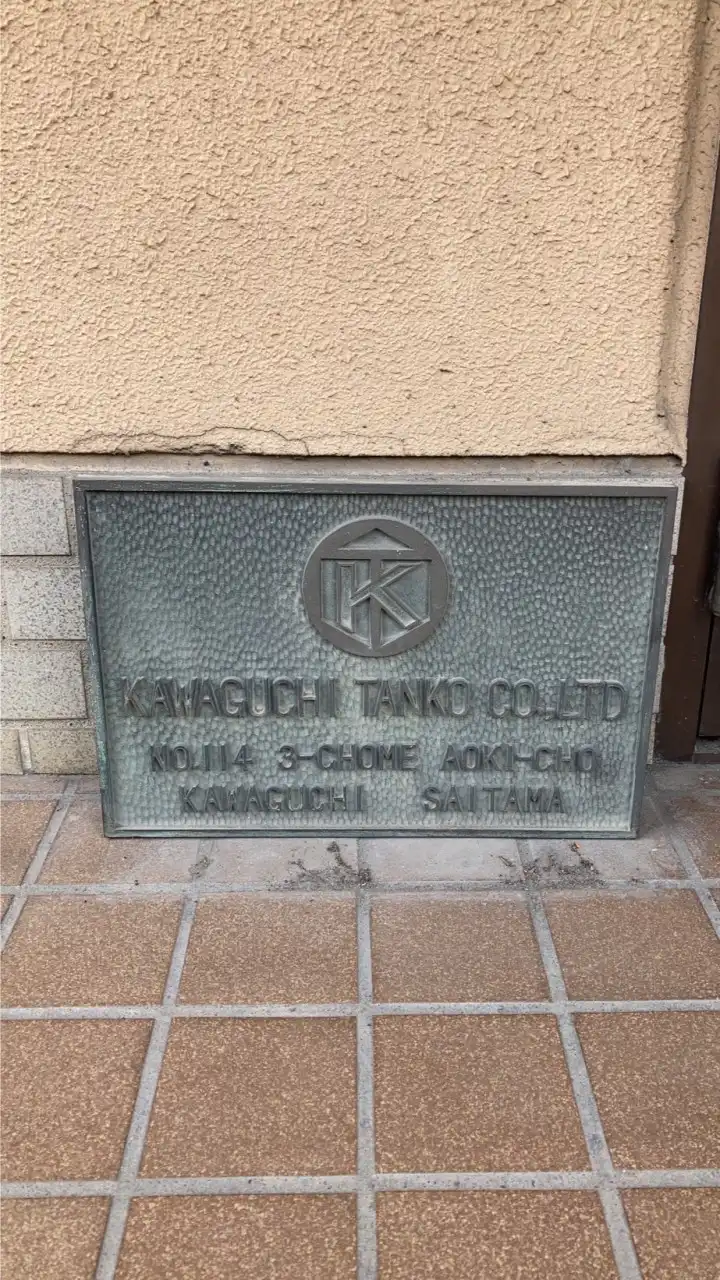 TK
KAWAGUCHI TANKO CO.,LTD
NO.114 3-CHOME AOKI-CHO
KAWAGUCHI SAITAMA